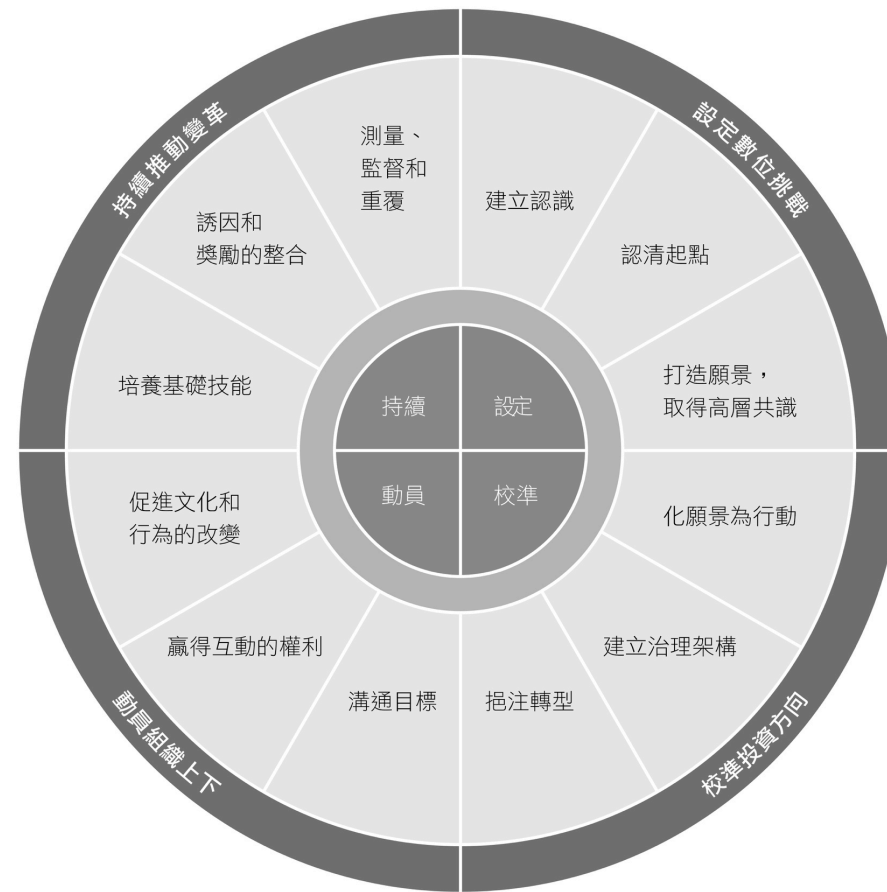 設定數位挑戰
建立認識
認清起點
打造願景，
取得高層共識
校準投資方向
化願景為行動
建立治理架構
挹注轉型
動員組織上下
溝通目標
贏得互動的權利
促進文化和
行為的改變
持續推動變革
培養基礎技能
誘因和
獎勵的整合
測量、
監督和
重覆
持續
設定
動員
校準